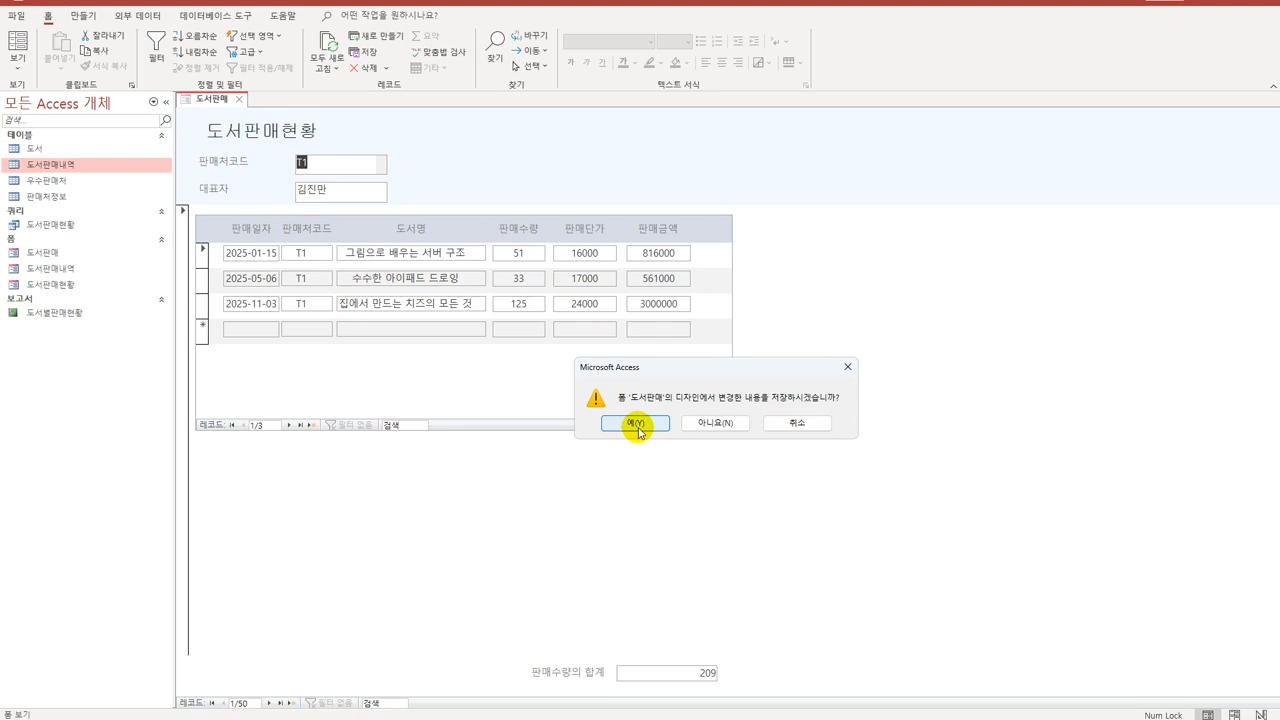 파일 홈 만들기 외부 데이터 데이터베이스 도구 도움말 어떤 작업을 원하시나요?
보기 붙여넣기 잘라내기 복사 서식 복사 클립보드
필터 오름차순 내림차순 정렬 제거 선택 영역 고급 필터 적용/해제 정렬 및 필터
모두 새로 고침 새로 만들기 저장 삭제 요약 맞춤법 검사 기타 레코드
찾기 바꾸기 이동 선택 찾기
가 가 가 가 텍스트 서식
모든 Access 개체
검색...
테이블
도서
도서판매내역
우수판매처
판매처정보
쿼리
도서판매현황
폼
도서판매
도서판매내역
도서판매현황
보고서
도서별판매현황
도서판매
도서판매현황
판매처코드 T1
대표자 김진만
판매일자 판매처코드 도서명 판매수량 판매단가 판매금액
2025-01-15 T1 그림으로 배우는 서버 구조 51 16000 816000
2025-05-06 T1 수수한 아이패드 드로잉 33 17000 561000
2025-11-03 T1 집에서 만드는 치즈의 모든 것 125 24000 3000000
레코드: 1/3 필터 없음 검색
Microsoft Access
폼 '도서판매'의 디자인에서 변경한 내용을 저장하시겠습니까?
예(Y) 아니요(N) 취소
판매수량의 합계 209
레코드: 1/50 필터 없음 검색
폼 보기 Num Lock